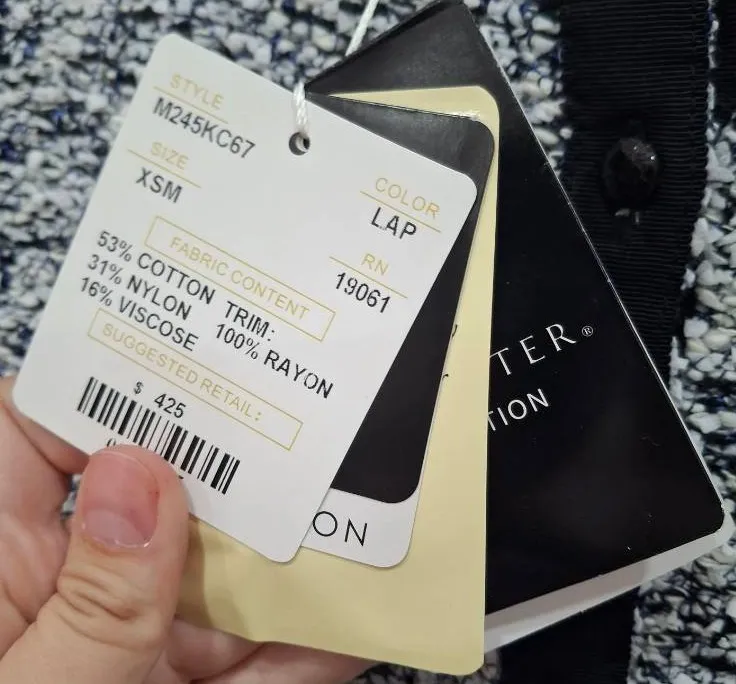 STYLE
M245KC67
SIZE
XSM
COLOR
LAP
RN
19061
FABRIC CONTENT
53% COTTON TRIM:
31% NYLON 100% RAYON
16% VISCOSE
SUGGESTED RETAIL:
$ 425
ON
TER®
TION